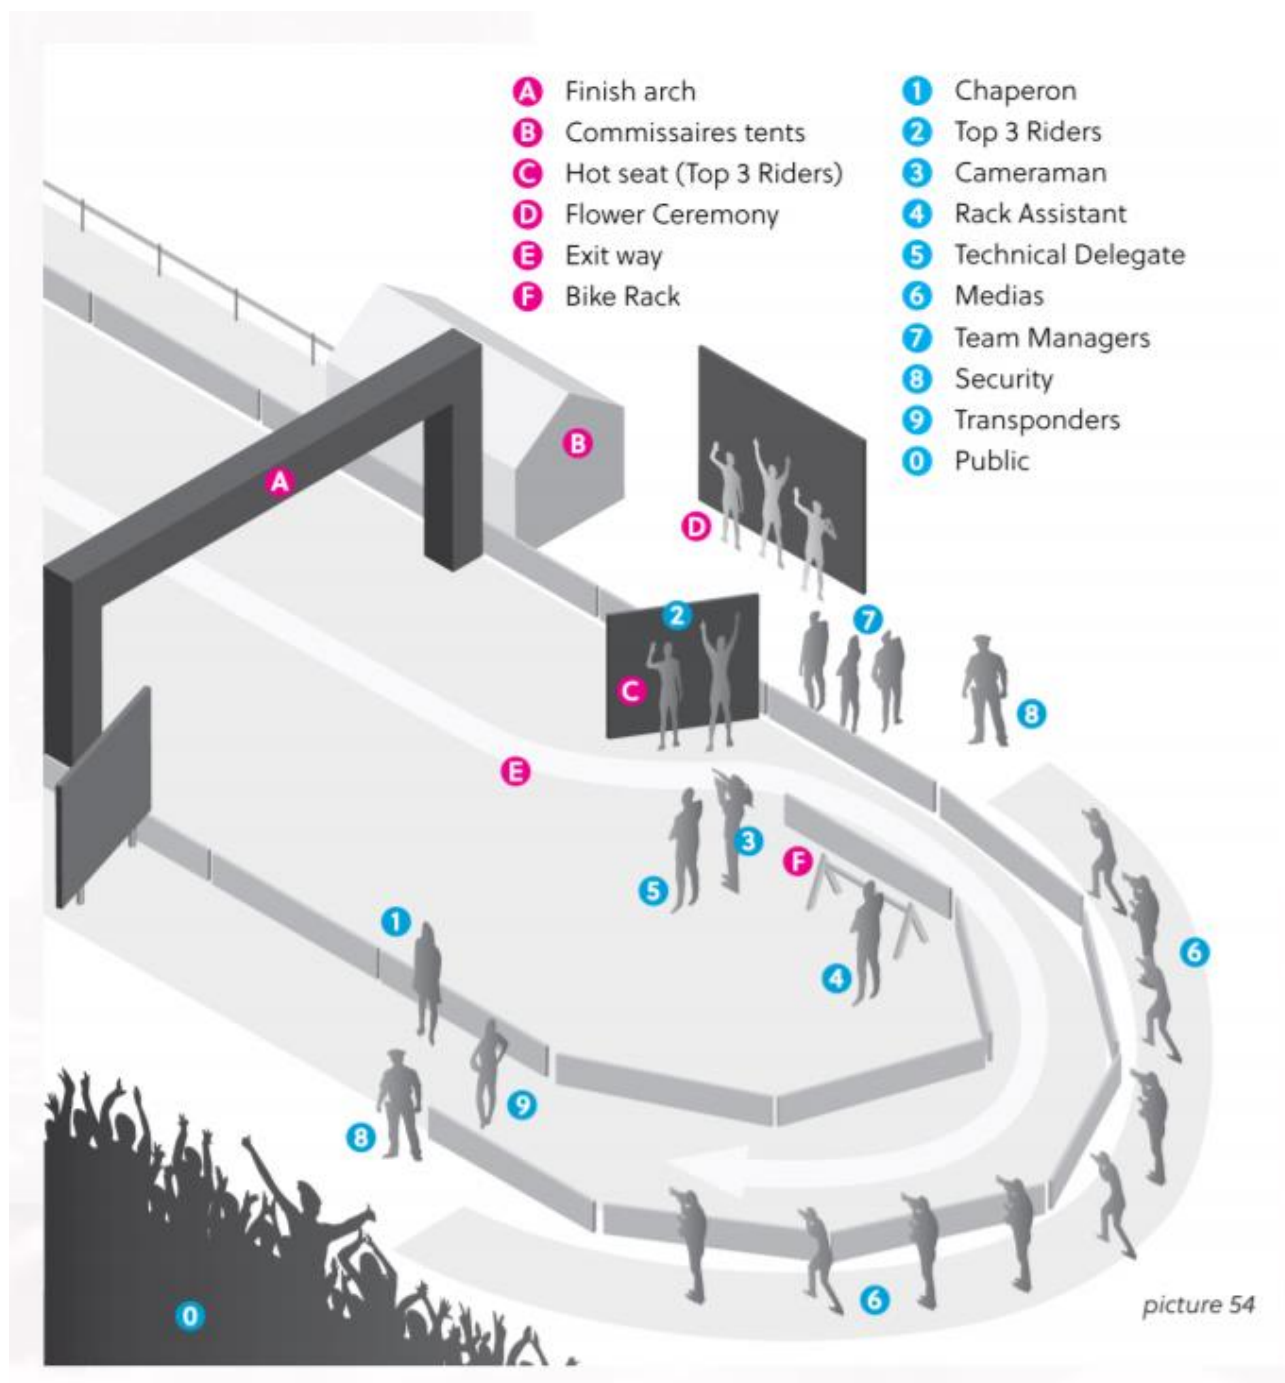 A Finish arch
B Commissaires tents
C Hot seat (Top 3 Riders)
D Flower Ceremony
E Exit way
F Bike Rack
1 Chaperon
2 Top 3 Riders
3 Cameraman
4 Rack Assistant
5 Technical Delegate
6 Medias
7 Team Managers
8 Security
9 Transponders
0 Public
B
A
D
2
7
C
8
E
3
F
5
1
6
4
9
8
6
0
picture 54